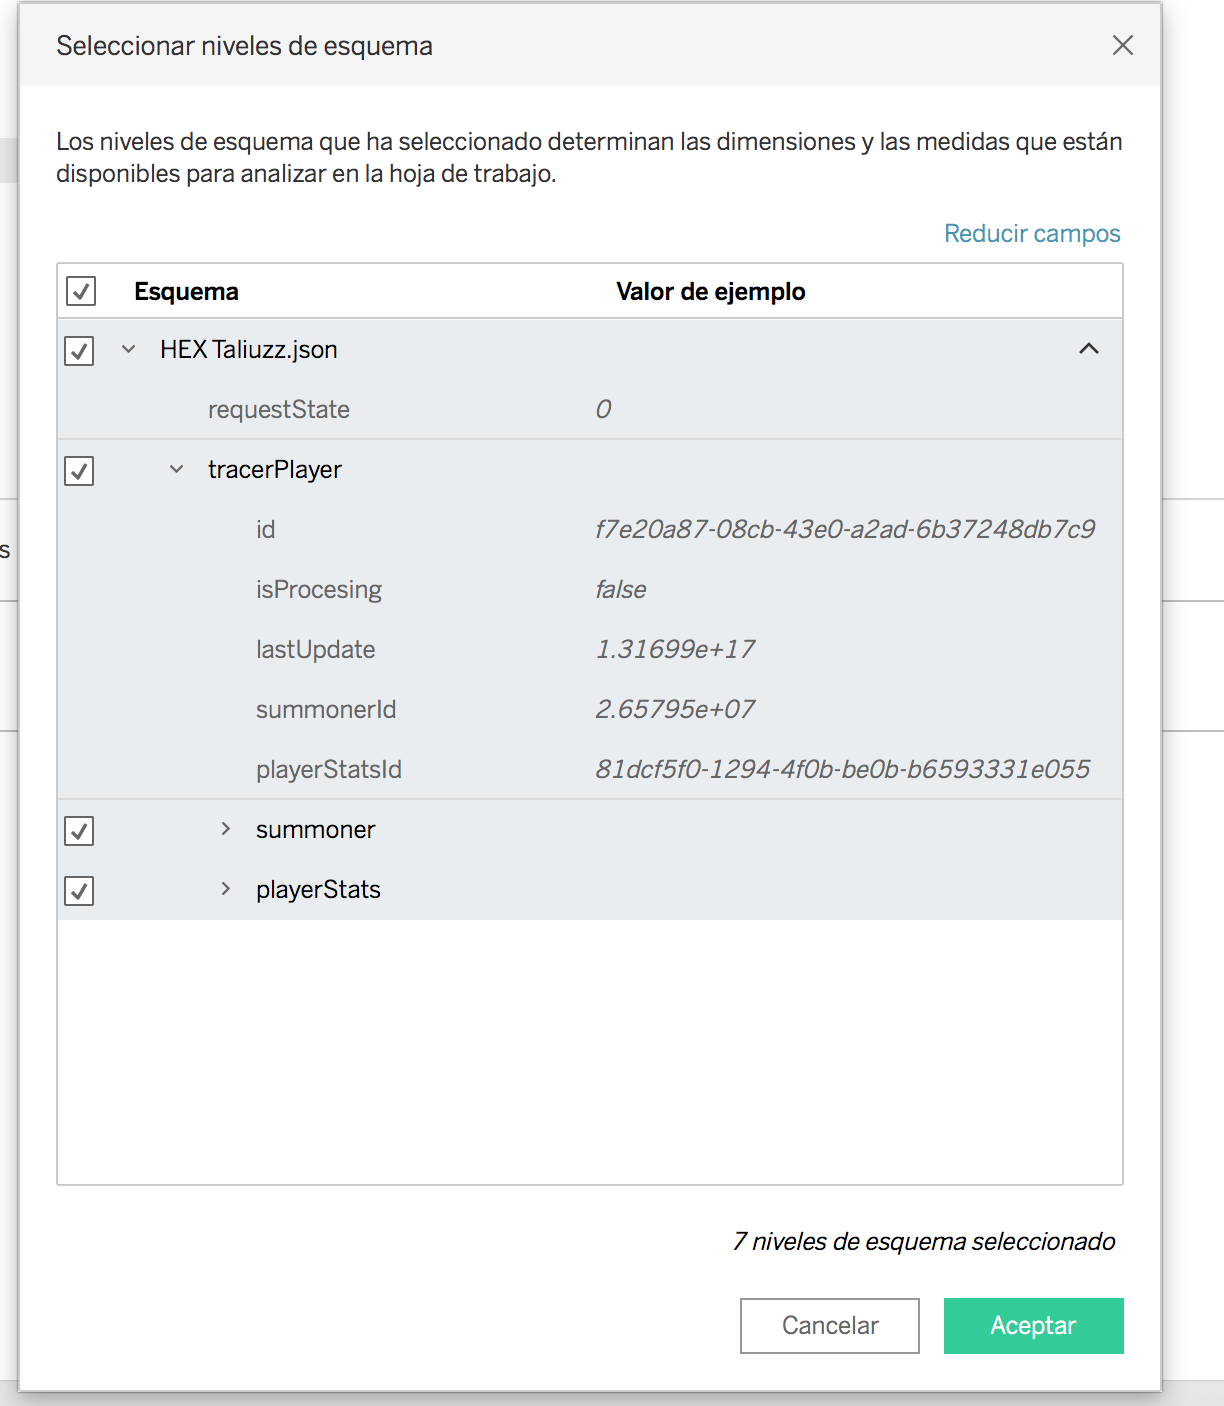 Seleccionar niveles de esquema
Los niveles de esquema que ha seleccionado determinan las dimensiones y las medidas que están
disponibles para analizar en la hoja de trabajo.
Reducir campos
Esquema Valor de ejemplo
HEX Taliuzz.json
requestState 0
tracerPlayer
id f7e20a87-08cb-43e0-a2ad-6b37248db7c9
s
isProcesing false
lastUpdate 1.31699e+17
summonerId 2.65795e+07
playerStatsId 81dcf5f0-1294-4f0b-be0b-b6593331e055
summoner
playerStats
7 niveles de esquema seleccionado
Cancelar Aceptar